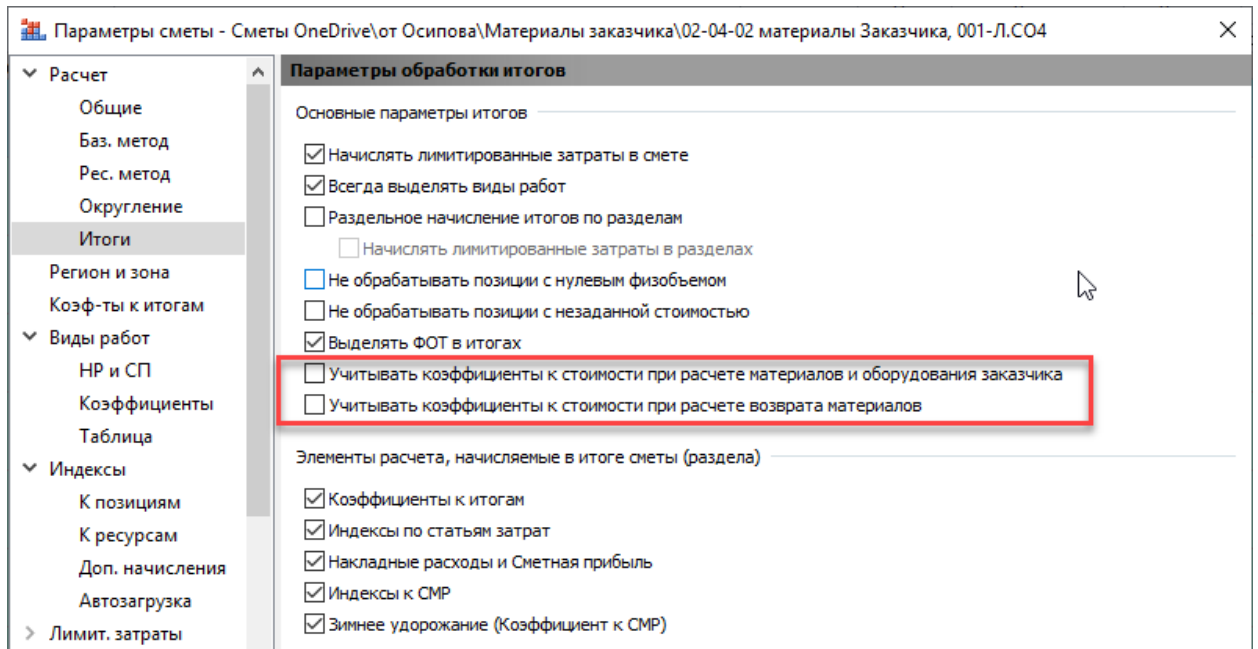 Параметры сметы - Сметы OneDrive\от Осипова\Материалы заказчика\02-04-02 материалы Заказчика, 001-Л.СО4
Расчет
Общие
Баз. метод
Рес. метод
Округление
Итоги
Регион и зона
Коэф-ты к итогам
Виды работ
НР и СП
Коэффициенты
Таблица
Индексы
К позициям
К ресурсам
Доп. начисления
Автозагрузка
Лимит. затраты
Параметры обработки итогов
Основные параметры итогов
Начислять лимитированные затраты в смете
Всегда выделять виды работ
Раздельное начисление итогов по разделам
Начислять лимитированные затраты в разделах
Не обрабатывать позиции с нулевым физобъемом
Не обрабатывать позиции с незаданной стоимостью
Выделять ФОТ в итогах
Учитывать коэффициенты к стоимости при расчете материалов и оборудования заказчика
Учитывать коэффициенты к стоимости при расчете возврата материалов
Элементы расчета, начисляемые в итоге сметы (раздела)
Коэффициенты к итогам
Индексы по статьям затрат
Накладные расходы и Сметная прибыль
Индексы к СМР
Зимнее удорожание (Коэффициент к СМР)